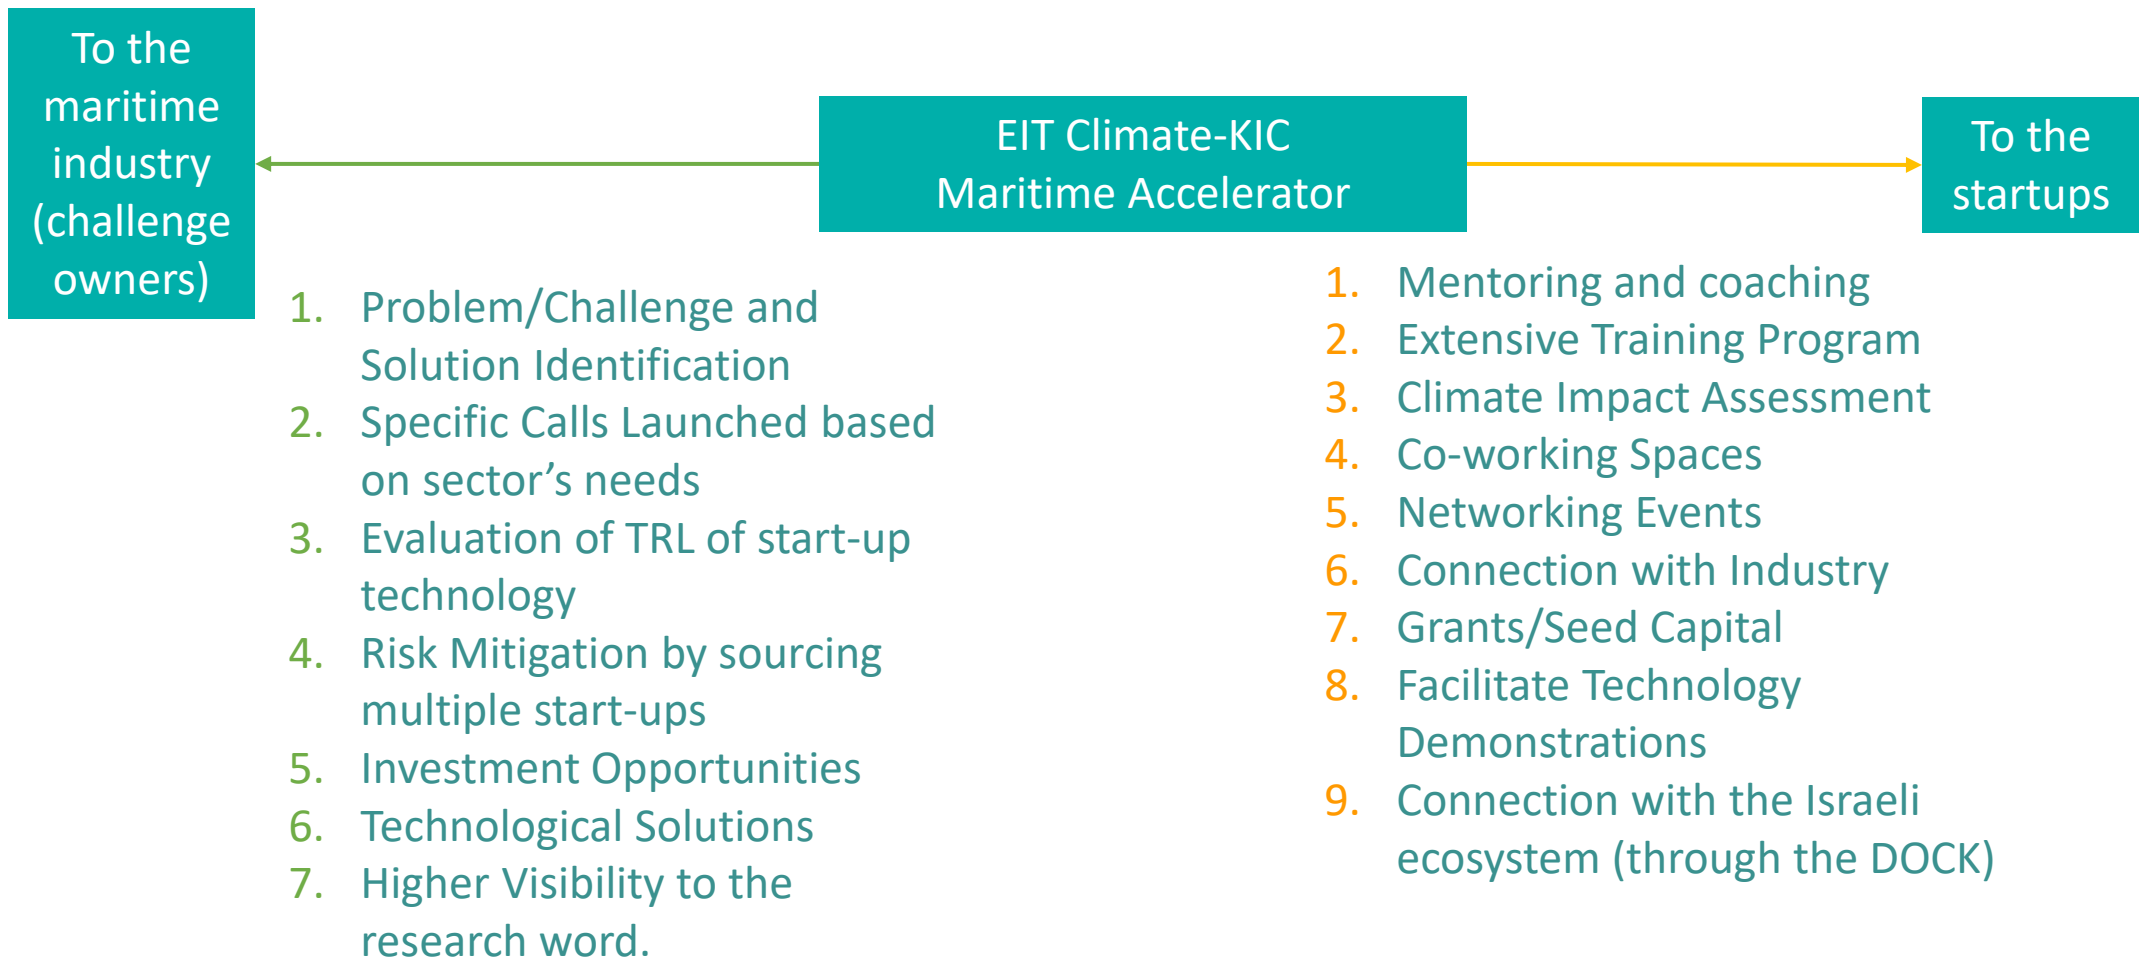 To the
maritime
industry
(challenge
owners)
EIT Climate-KIC
Maritime Accelerator
To the
startups
1. Problem/Challenge and
Solution Identification
2. Specific Calls Launched based
on sector’s needs
3. Evaluation of TRL of start-up
technology
4. Risk Mitigation by sourcing
multiple start-ups
5. Investment Opportunities
6. Technological Solutions
7. Higher Visibility to the
research word.
1. Mentoring and coaching
2. Extensive Training Program
3. Climate Impact Assessment
4. Co-working Spaces
5. Networking Events
6. Connection with Industry
7. Grants/Seed Capital
8. Facilitate Technology
Demonstrations
9. Connection with the Israeli
ecosystem (through the DOCK)